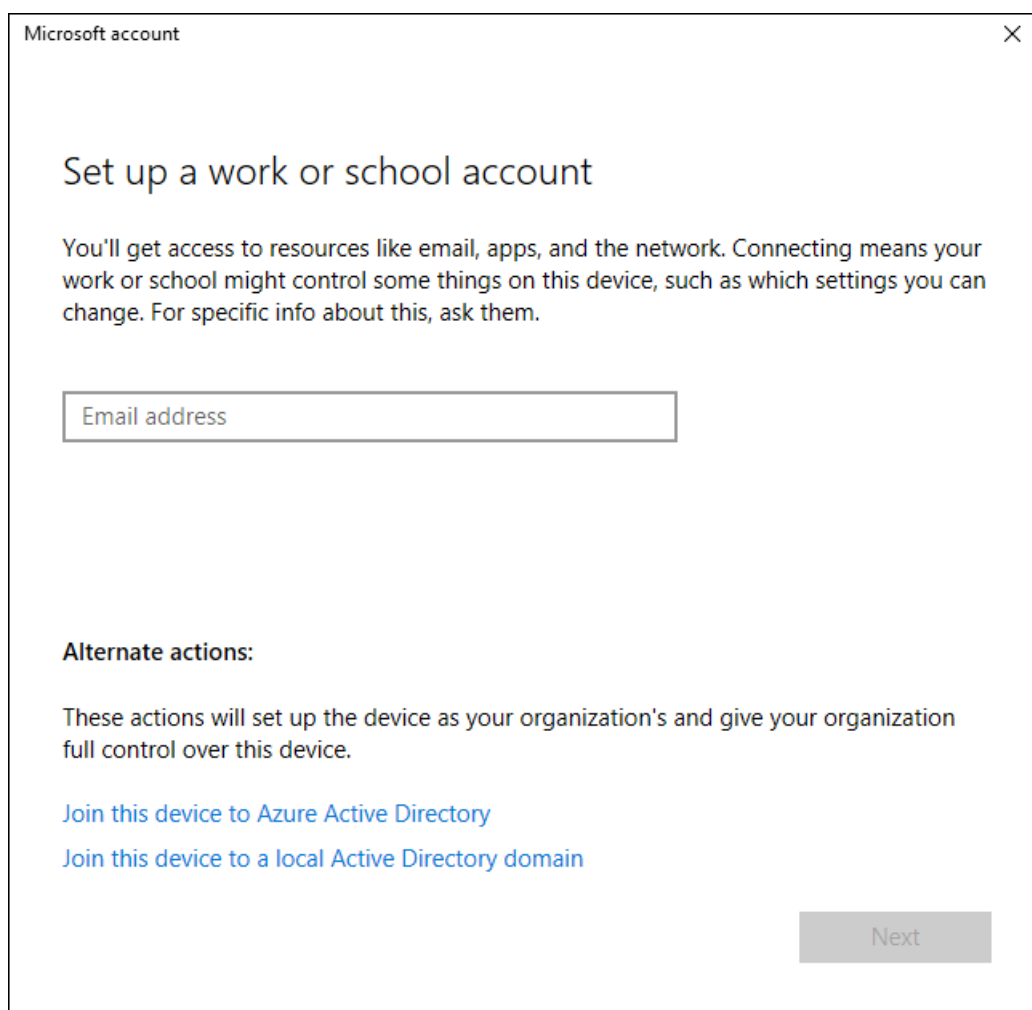 Microsoft account
Set up a work or school account
You'll get access to resources like email, apps, and the network. Connecting means your
work or school might control some things on this device, such as which settings you can
change. For specific info about this, ask them.
Email address
Alternate actions:
These actions will set up the device as your organization's and give your organization
full control over this device.
Join this device to Azure Active Directory
Join this device to a local Active Directory domain
Next